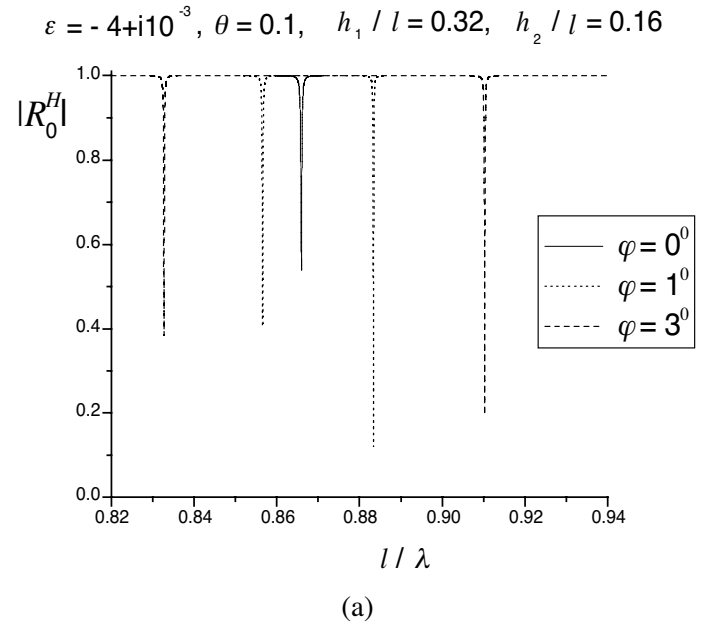 ε = - 4+i10⁻³, θ = 0.1, h₁ / l = 0.32, h₂ / l = 0.16
|R₀ᴴ|
1.0
0.8
0.6
0.4
0.2
0.0
φ = 0⁰
φ = 1⁰
φ = 3⁰
0.82 0.84 0.86 0.88 0.90 0.92 0.94
l / λ
(a)